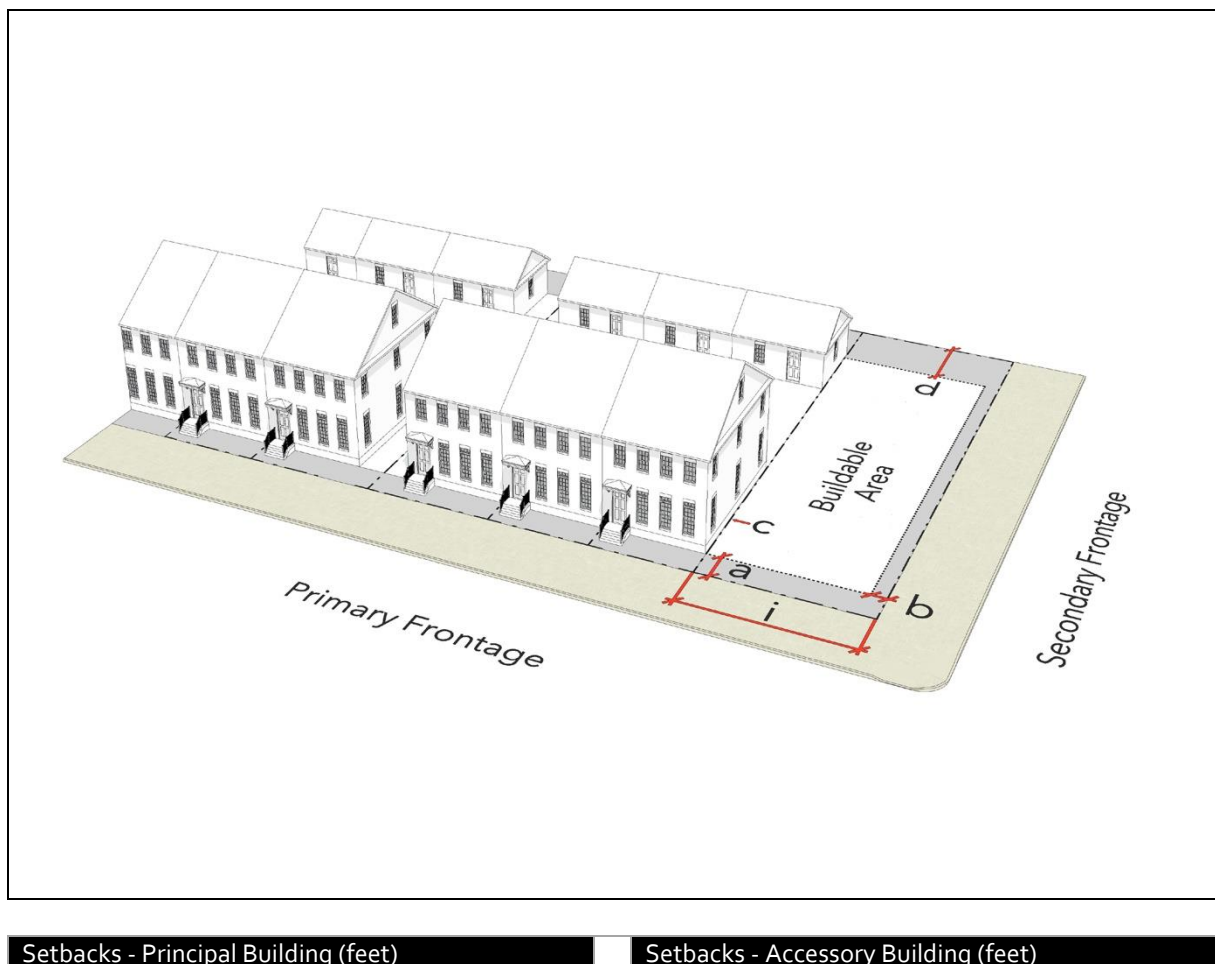 d
Buildable
Area
c
a
i
b
Primary Frontage
Secondary Frontage
Setbacks - Principal Building (feet)
Setbacks - Accessory Building (feet)